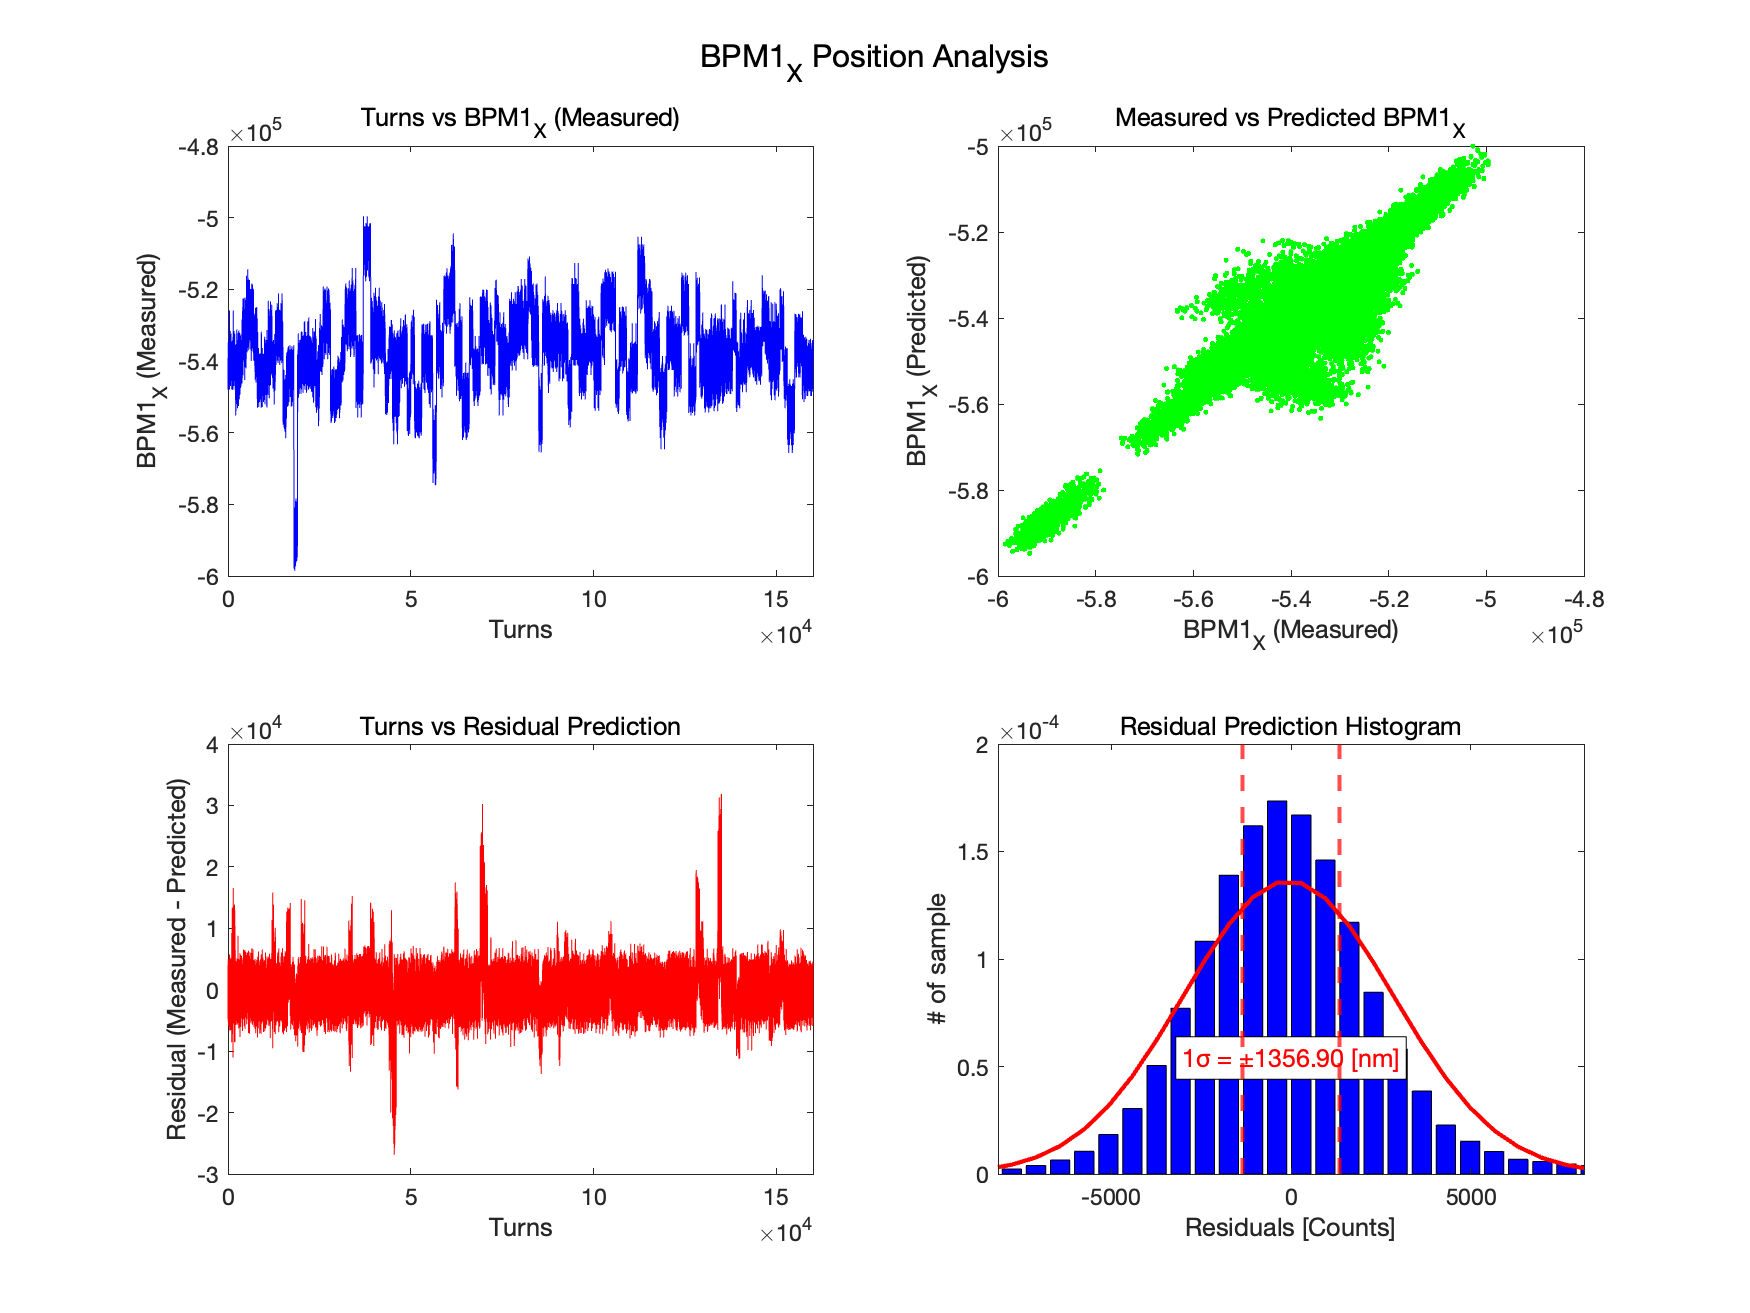 BPM1X Position Analysis
Turns vs BPM1X (Measured)
×10^5
-4.8
-5
-5.2
-5.4
-5.6
-5.8
-6
BPM1X (Measured)
0 5 10 15
Turns
×10^4
Measured vs Predicted BPM1X
×10^5
-5
-5.2
-5.4
-5.6
-5.8
-6
BPM1X (Predicted)
-6 -5.8 -5.6 -5.4 -5.2 -5 -4.8
BPM1X (Measured)
×10^5
Turns vs Residual Prediction
×10^4
4
3
2
1
0
-1
-2
-3
Residual (Measured - Predicted)
0 5 10 15
Turns
×10^4
Residual Prediction Histogram
×10^-4
2
1.5
1
0.5
0
# of sample
1σ = ±1356.90 [nm]
-5000 0 5000
Residuals [Counts]